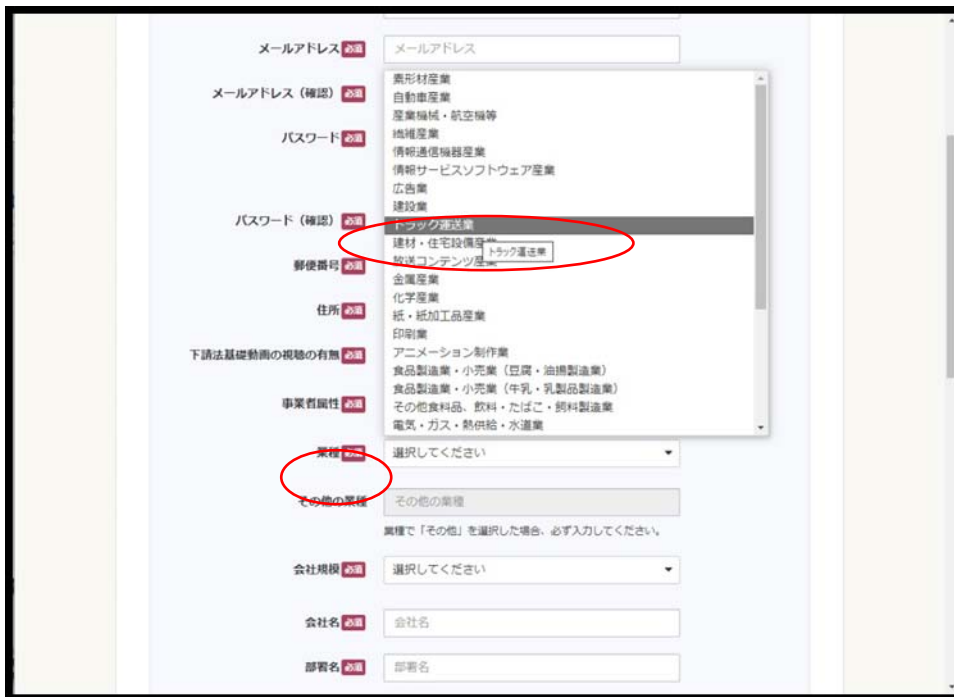 メールアドレス 必須 メールアドレス
メールアドレス（確認） 必須
パスワード 必須
パスワード（確認） 必須
郵便番号 必須
住所 必須
下請法基礎動画の視聴の有無 必須
事業者属性 必須
素形材産業
自動車産業
産業機械・航空機等
繊維産業
情報通信機器産業
情報サービスソフトウェア産業
広告業
建設業
トラック運送業
建材・住宅設備産業
トラック運送業
放送コンテンツ産業
金属産業
化学産業
紙・紙加工品産業
印刷業
アニメーション制作業
食品製造業・小売業（豆腐・油揚製造業）
食品製造業・小売業（牛乳・乳製品製造業）
その他食料品、飲料・たばこ・飼料製造業
電気・ガス・熱供給・水道業
業種 必須 選択してください
その他の業種 その他の業種
業種で「その他」を選択した場合、必ず入力してください。
会社規模 必須 選択してください
会社名 必須 会社名
部署名 必須 部署名